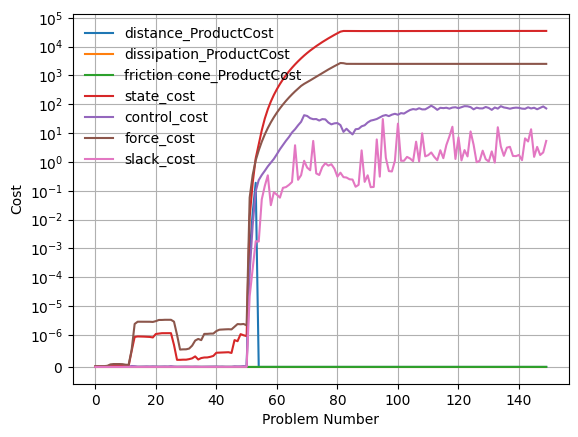 distance_ProductCost
dissipation_ProductCost
friction cone_ProductCost
state_cost
control_cost
force_cost
slack_cost
Cost
10^5
10^4
10^3
10^2
10^1
10^0
10^−1
10^−2
10^−3
10^−4
10^−5
10^−6
0
0 20 40 60 80 100 120 140
Problem Number